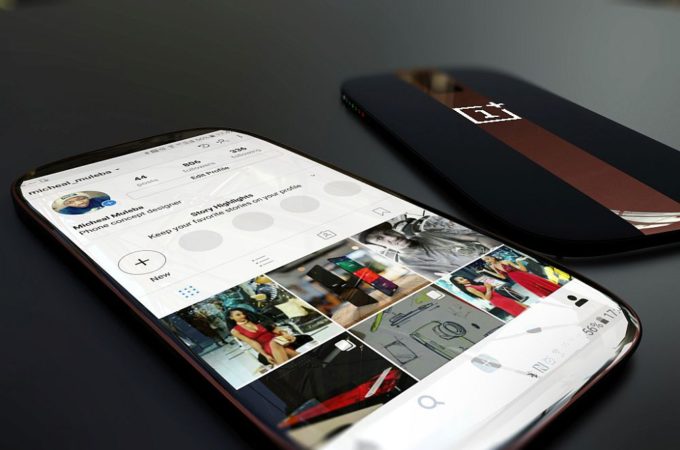 micheal_muleba
44 806 336
posts followers following
Edit Profile
Micheal Muleba
Phone concept designer
Story Highlights
Keep your favorite stories on your profile
New
56%
1+